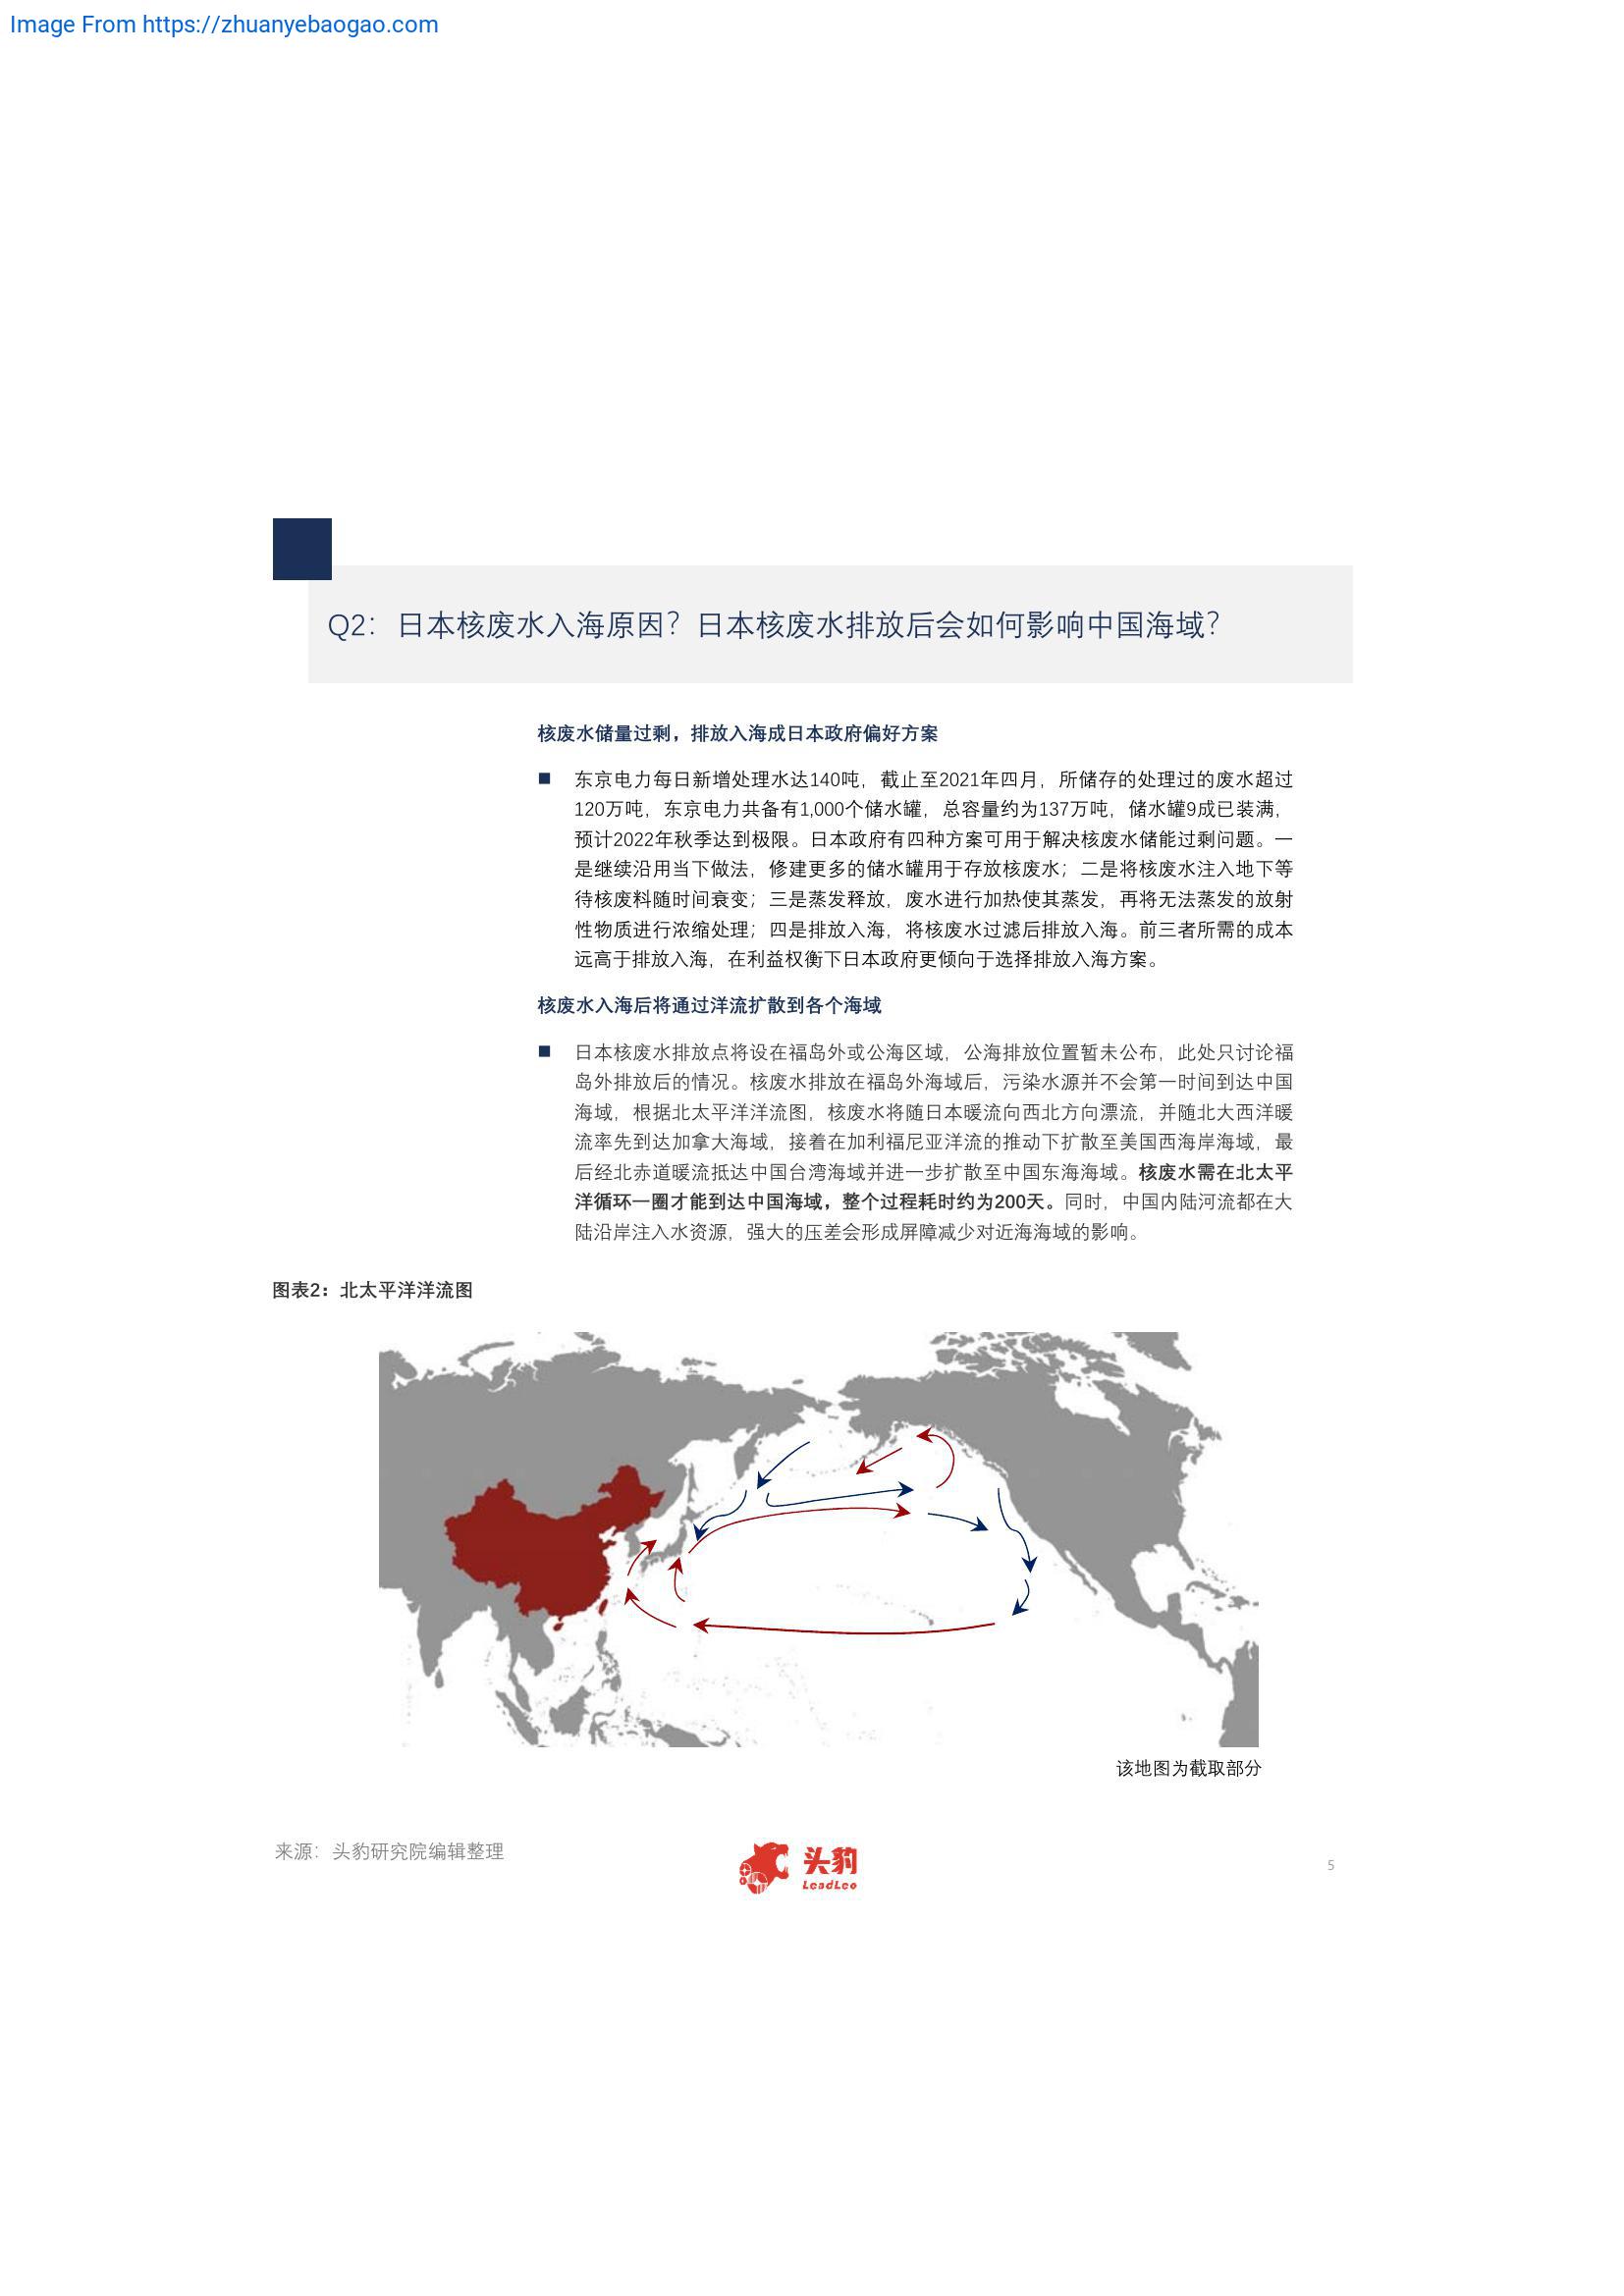 Image From https://zhuanyebaogao.com
Q2：日本核废水入海原因？日本核废水排放后会如何影响中国海域？
核废水储量过剩，排放入海成日本政府偏好方案
■ 东京电力每日新增处理水达140吨，截止至2021年四月，所储存的处理过的废水超过
120万吨，东京电力共备有1,000个储水罐，总容量约为137万吨，储水罐9成已装满，
预计2022年秋季达到极限。日本政府有四种方案可用于解决核废水储能过剩问题。一
是继续沿用当下做法，修建更多的储水罐用于存放核废水；二是将核废水注入地下等
待核废料随时间衰变；三是蒸发释放，废水进行加热使其蒸发，再将无法蒸发的放射
性物质进行浓缩处理；四是排放入海，将核废水过滤后排放入海。前三者所需的成本
远高于排放入海，在利益权衡下日本政府更倾向于选择排放入海方案。
核废水入海后将通过洋流扩散到各个海域
■ 日本核废水排放点将设在福岛外或公海区域，公海排放位置暂未公布，此处只讨论福
岛外排放后的情况。核废水排放在福岛外海域后，污染水源并不会第一时间到达中国
海域，根据北太平洋洋流图，核废水将随日本暖流向西北方向漂流，并随北大西洋暖
流率先到达加拿大海域，接着在加利福尼亚洋流的推动下扩散至美国西海岸海域，最
后经北赤道暖流抵达中国台湾海域并进一步扩散至中国东海海域。核废水需在北太平
洋循环一圈才能到达中国海域，整个过程耗时约为200天。同时，中国内陆河流都在大
陆沿岸注入水资源，强大的压差会形成屏障减少对近海海域的影响。
图表2：北太平洋洋流图
该地图为截取部分
来源：头豹研究院编辑整理
头豹
LeadLeo
5